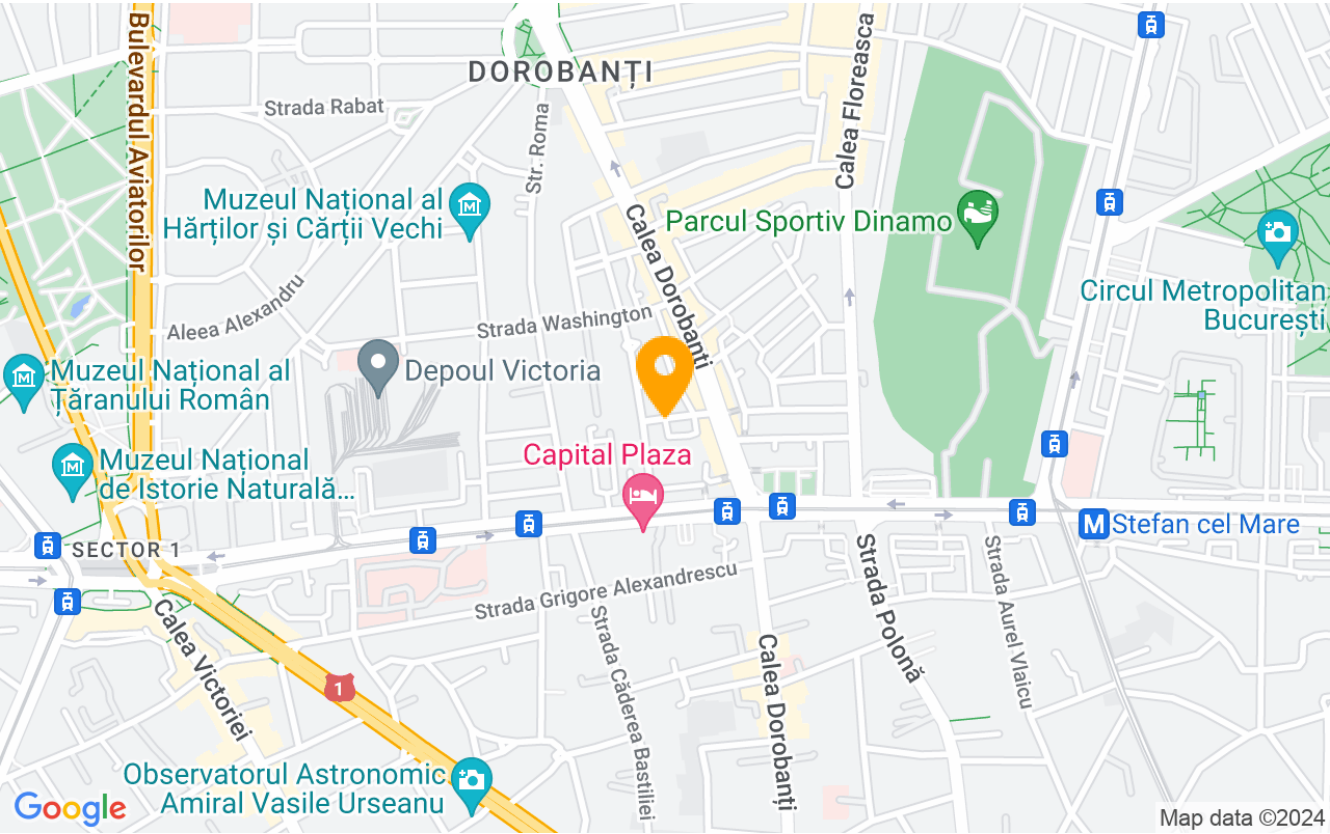 Bulevardul Aviatorilor
DOROBANȚI
Calea Floreasca
Strada Rabat
Str. Roma
Muzeul Național al
Hărților și Cărții Vechi
Calea Dorobanți
Parcul Sportiv Dinamo
Circul Metropolitan
București
Aleea Alexandru
Strada Washington
Muzeul Național al
Țăranului Român
Depoul Victoria
Capital Plaza
Muzeul Național
de Istorie Naturală...
M Stefan cel Mare
SECTOR 1
Strada Grigore Alexandrescu
Strada Polonă
Strada Aurel Vlaicu
Calea Victoriei
Strada Căderea Bastiliei
Calea Dorobanți
1
Observatorul Astronomic
Amiral Vasile Urseanu
Google
Map data ©2024